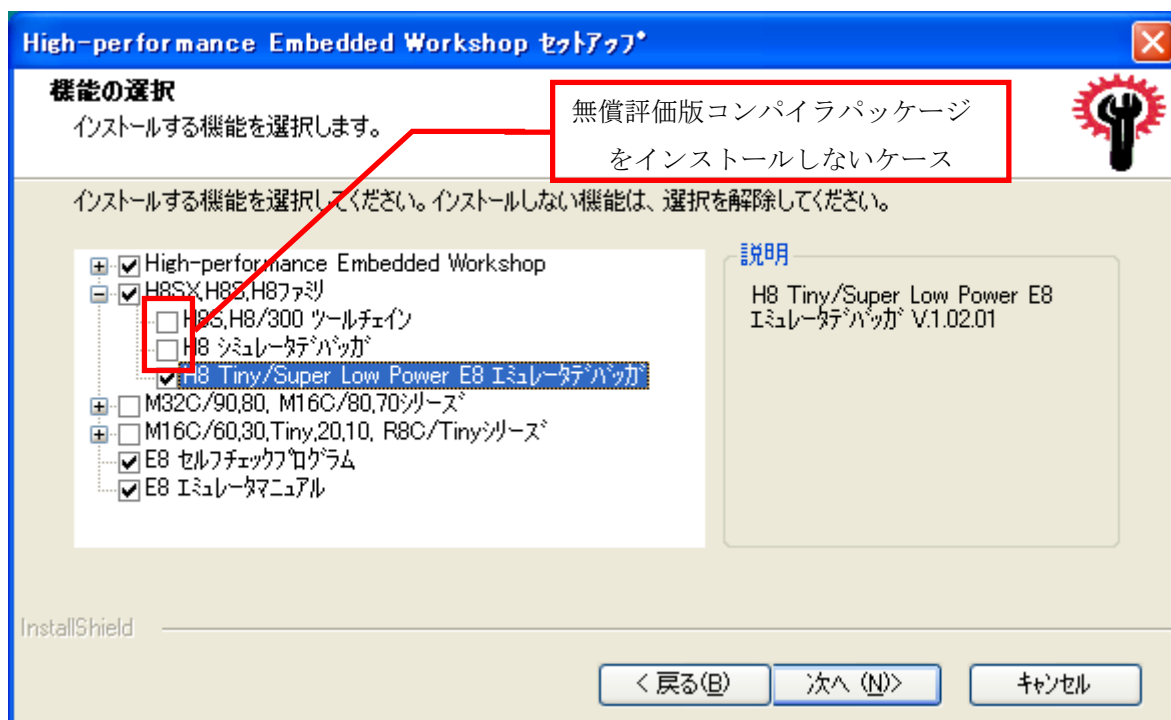 High-performance Embedded Workshop セットアップ
機能の選択
インストールする機能を選択します。
無償評価版コンパイラパッケージ
をインストールしないケース
インストールする機能を選択してください。インストールしない機能は、選択を解除してください。
High-performance Embedded Workshop
H8SX,H8S,H8ファミリ
H8S,H8/300 ツールチェイン
H8 シミュレータデバッガ
H8 Tiny/Super Low Power E8 エミュレータデバッガ
M32C/90,80, M16C/80,70シリーズ
M16C/60,30,Tiny,20,10, R8C/Tinyシリーズ
E8 セルフチェックプログラム
E8 エミュレータマニュアル
説明
H8 Tiny/Super Low Power E8
エミュレータデバッガ V.1.02.01
InstallShield
< 戻る(B)
次へ (N)>
キャンセル